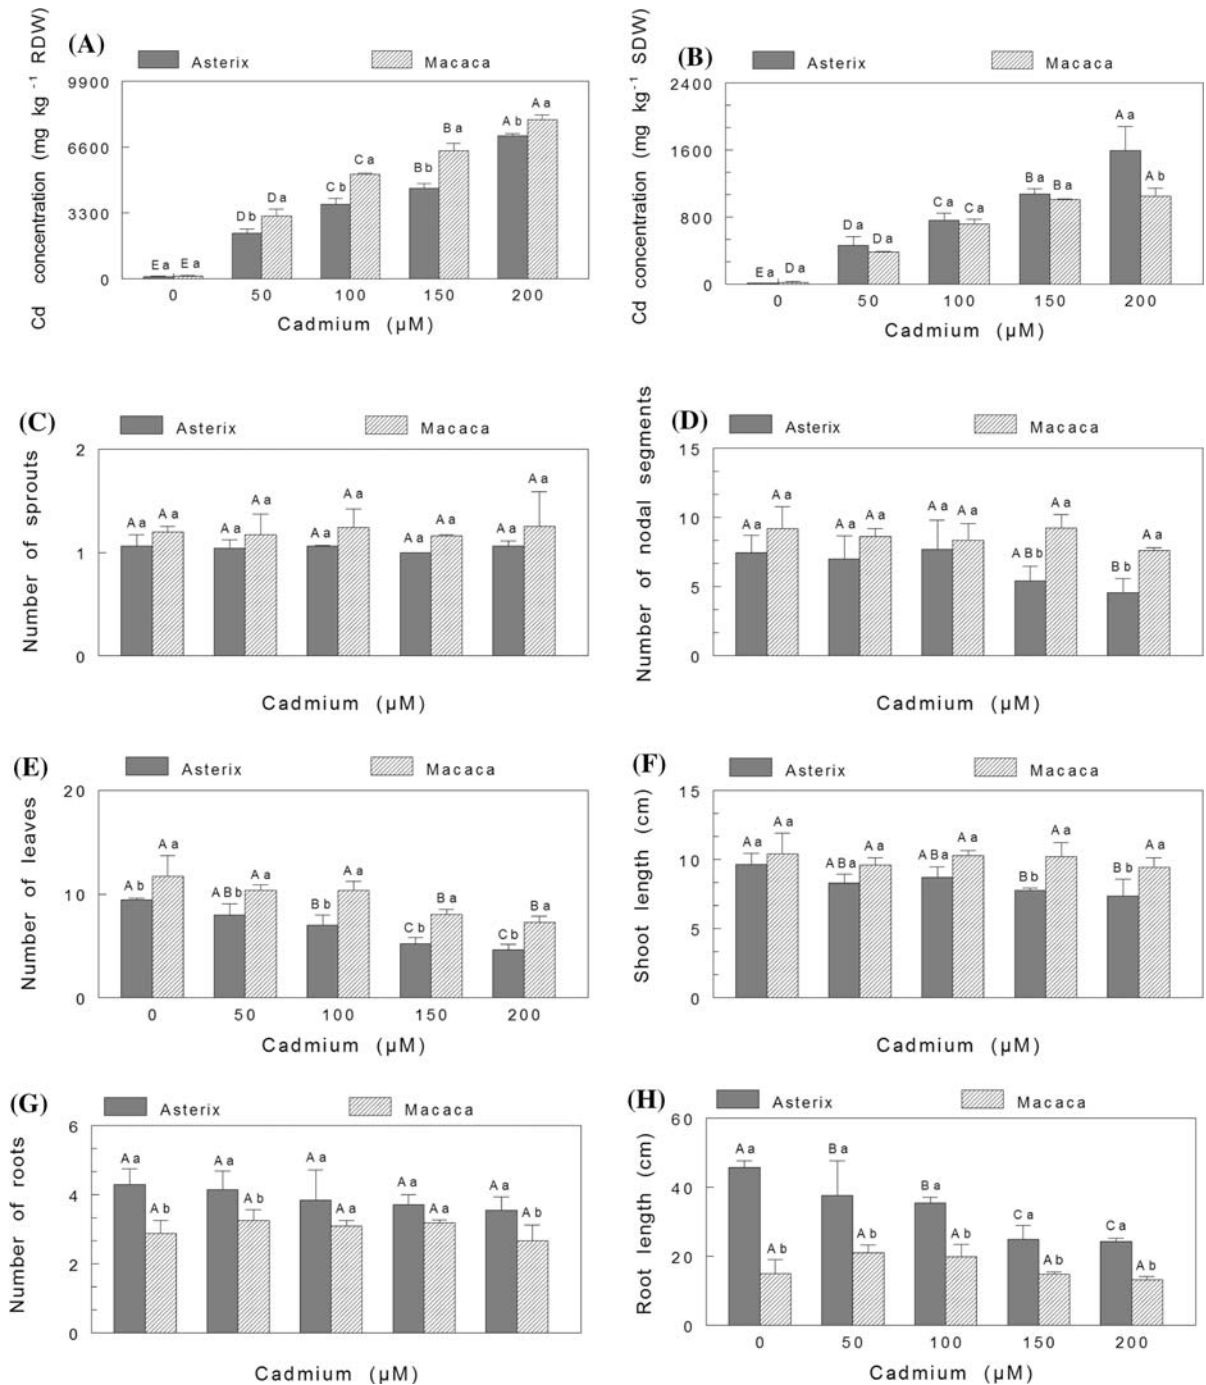 (A)
Asterix Macaca
Cd concentration (mg kg⁻¹ RDW)
9900
6600
3300
0
E a E a D b D a C b C a B b B a A b A a
0 50 100 150 200
Cadmium (µM)
(B)
Asterix Macaca
Cd concentration (mg kg⁻¹ SDW)
2400
1600
800
0
E a D a D a D a C a C a B a B a A a A b
0 50 100 150 200
Cadmium (µM)
(C)
Asterix Macaca
Number of sprouts
2
1
0
A a A a A a A a A a A a A a A a A a A a
Cadmium (µM)
(D)
Asterix Macaca
Number of nodal segments
15
10
5
0
A a A a A a A a A a A a A B b A a B b A a
Cadmium (µM)
(E)
Asterix Macaca
Number of leaves
20
10
0
A b A a A B b A a B b A a C b B a C b B a
0 50 100 150 200
Cadmium (µM)
(F)
Asterix Macaca
Shoot length (cm)
15
10
5
0
A a A a A B a A a A B a A a B b A a B b A a
Cadmium (µM)
(G)
Asterix Macaca
Number of roots
6
4
2
0
A a A b A a A b A a A a A a A a A a A b
Cadmium (µM)
(H)
Asterix Macaca
Root length (cm)
60
40
20
0
A a A b B a A b B a A b C a A b C a A b
0 50 100 150 200
Cadmium (µM)